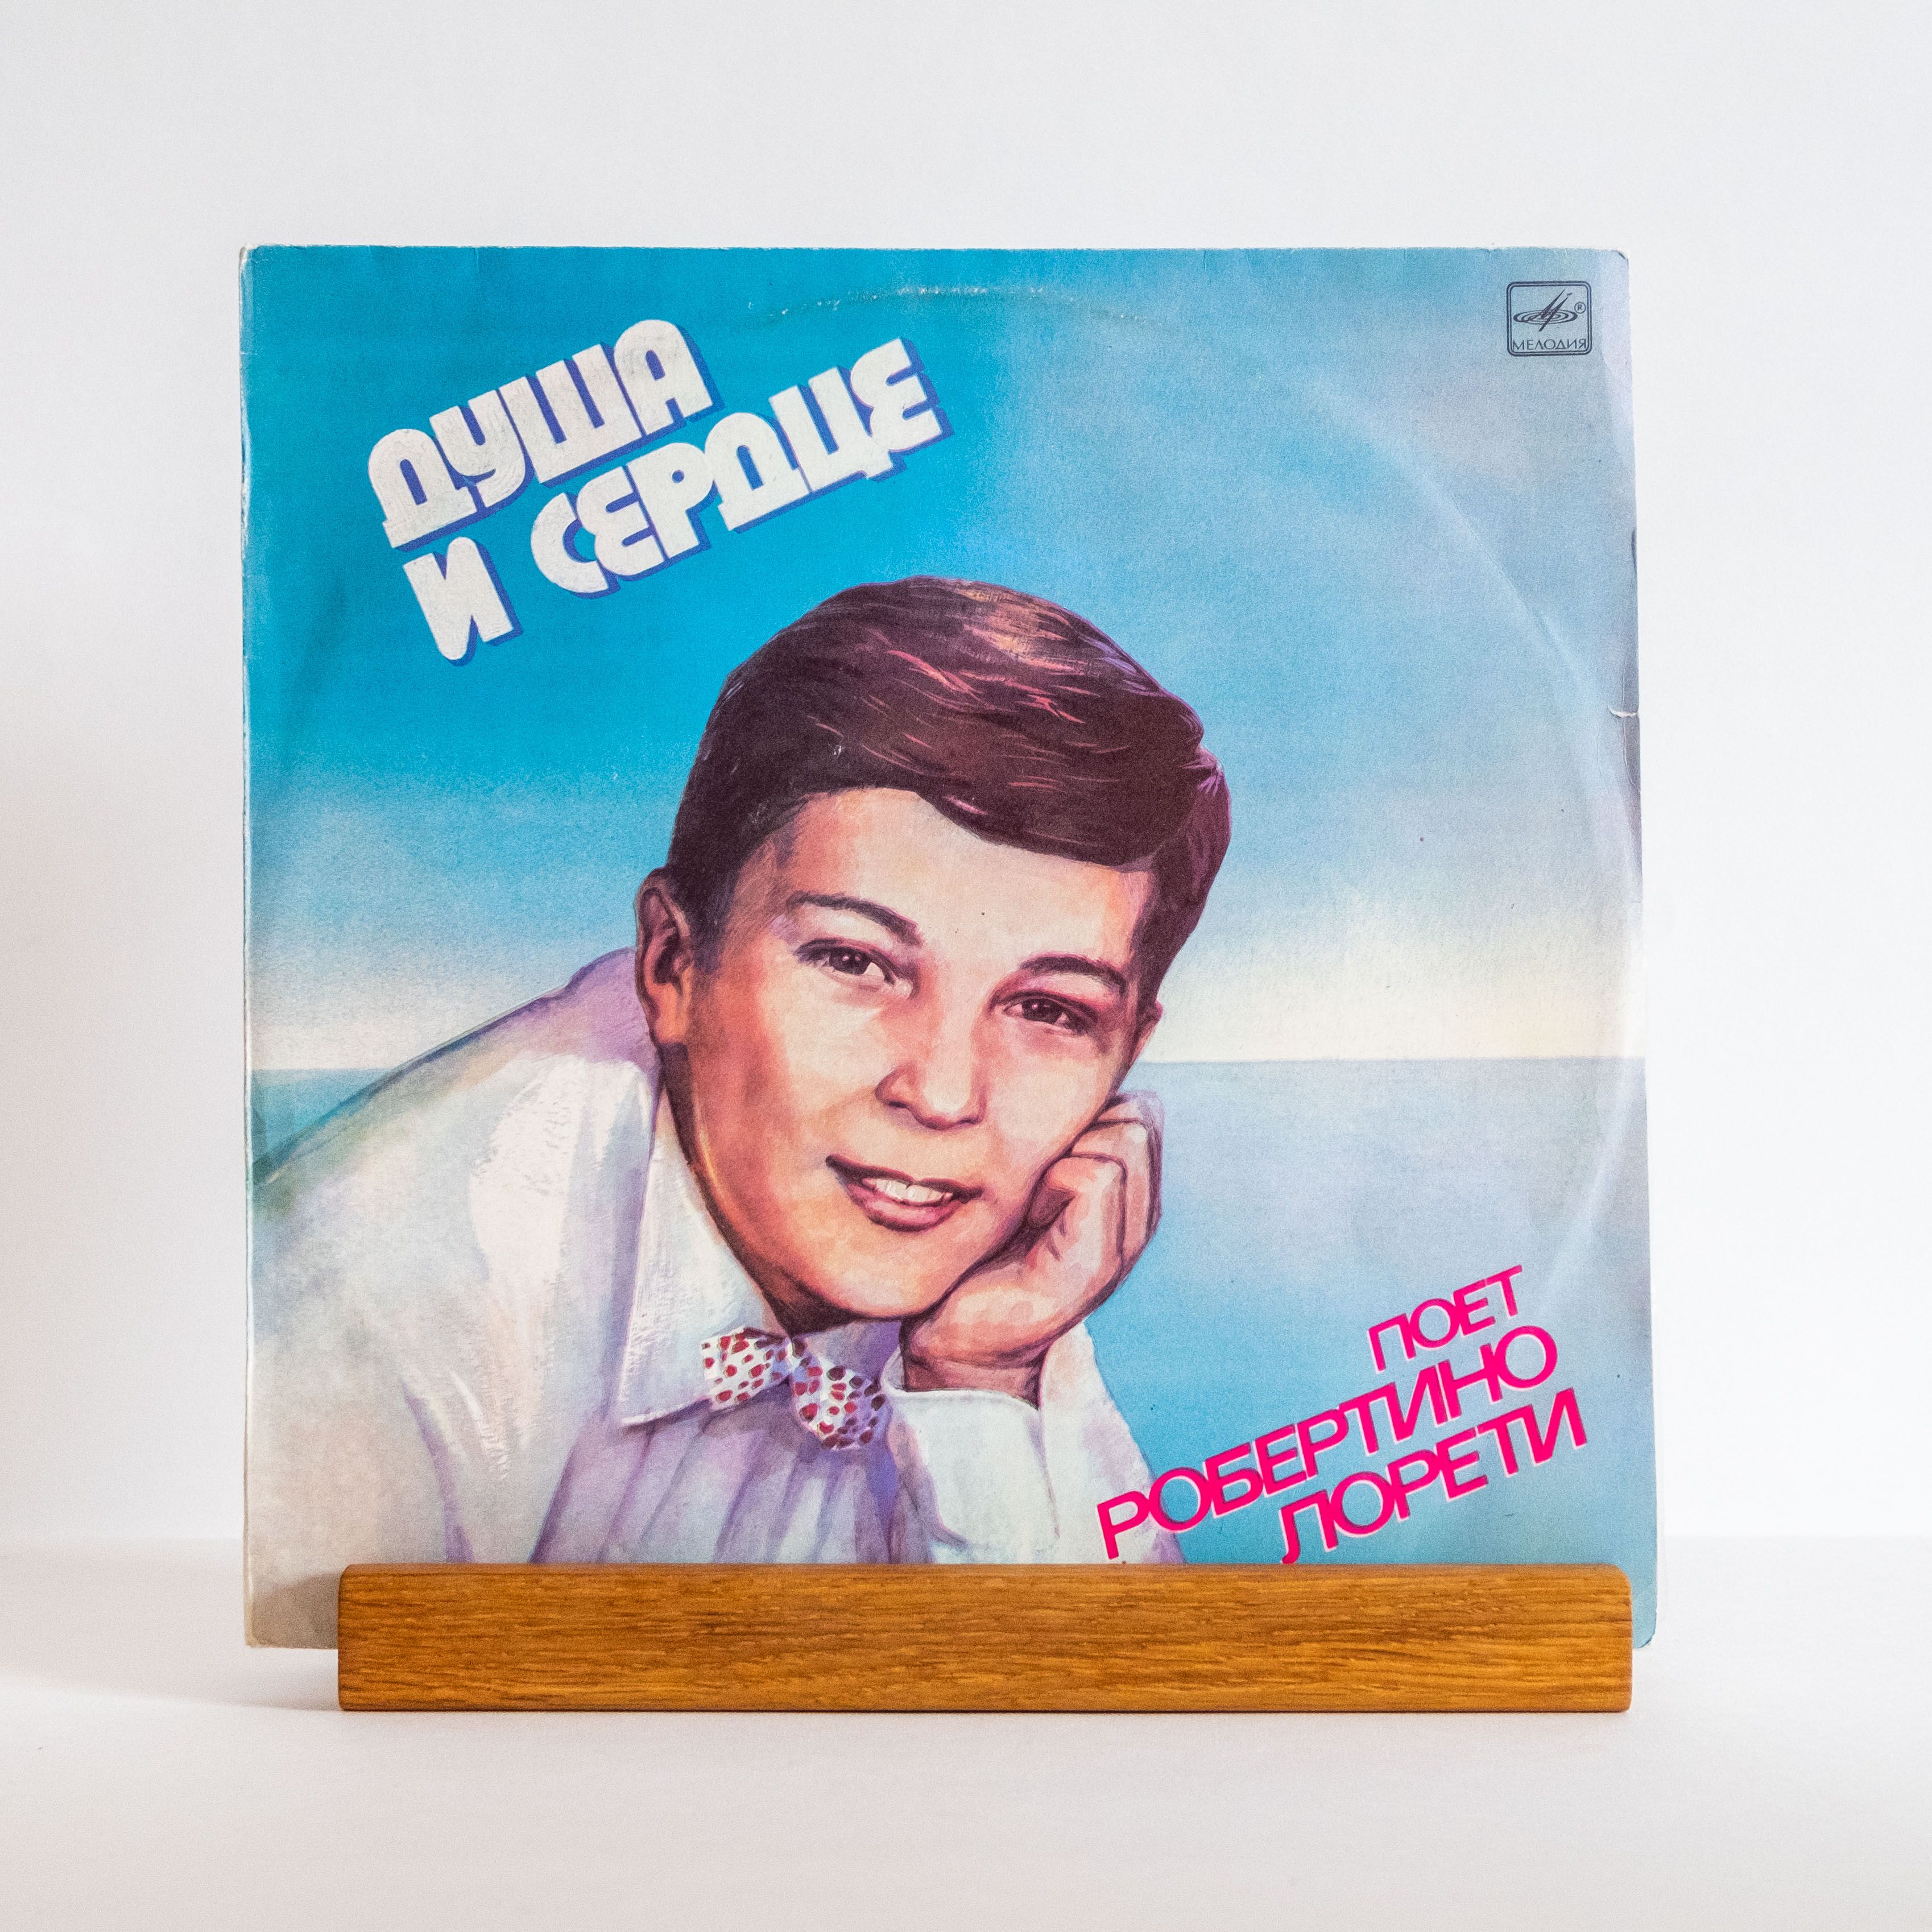 ДУША
И СЕРДЦЕ
МЕЛОДИЯ
ПОЕТ
РОБЕРТИНО
ЛОРЕТИ